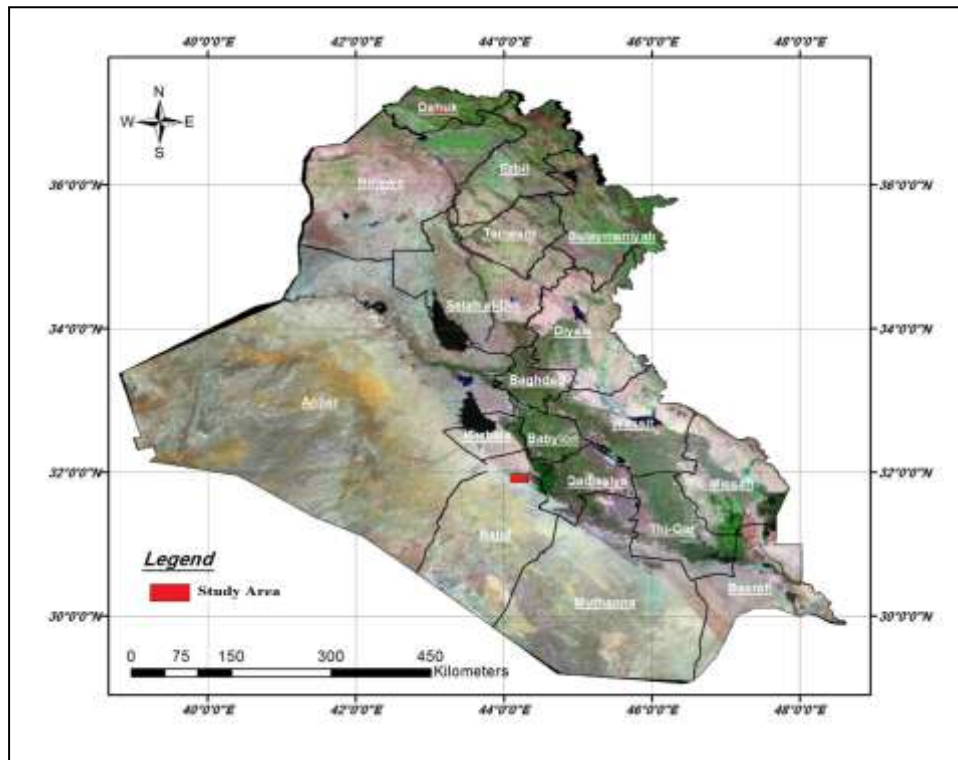 40°0'0"E 42°0'0"E 44°0'0"E 46°0'0"E 48°0'0"E
N
W E
S
Dahuk
Erbil
36°0'0"N 36°0'0"N
Ninawa
Sulaymaniyah
Salah al-Din
34°0'0"N 34°0'0"N
Diyala
Baghdad
Anbar
Wassit
Karbala
Babylon
32°0'0"N 32°0'0"N
Qadissiya
Missan
Thi-Qar
Najaf
Legend
Study Area
Basrah
Muthanna
30°0'0"N 30°0'0"N
0 75 150 300 450
Kilometers
40°0'0"E 42°0'0"E 44°0'0"E 46°0'0"E 48°0'0"E